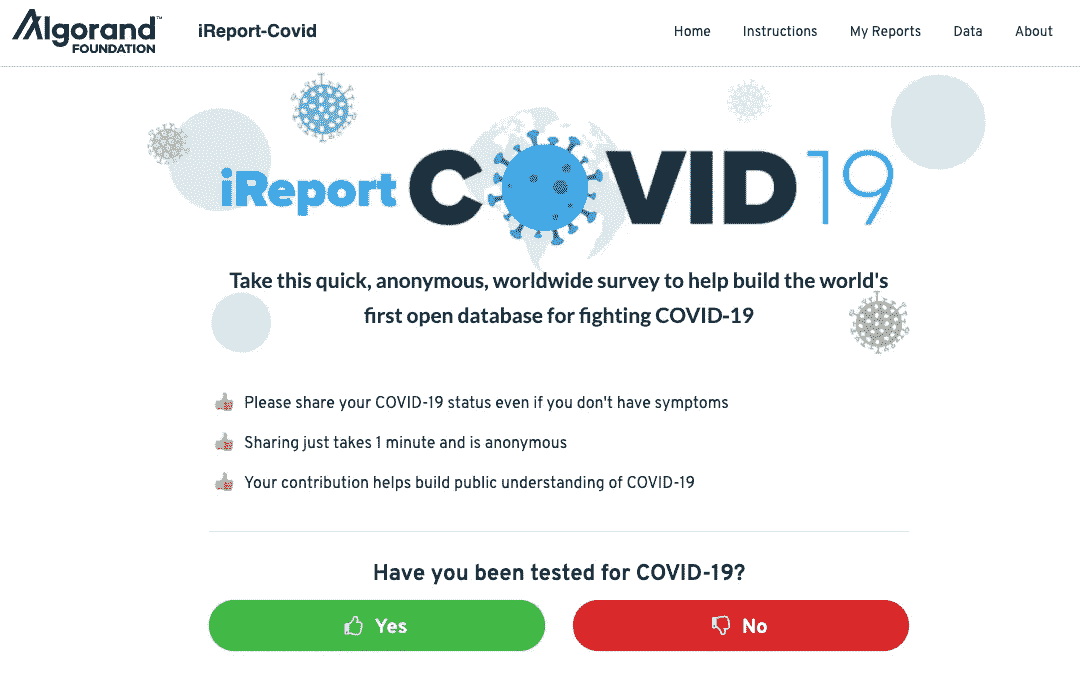 Algorand™
FOUNDATION
iReport-Covid
Home Instructions My Reports Data About
iReport COVID19
Take this quick, anonymous, worldwide survey to help build the world's
first open database for fighting COVID-19
Please share your COVID-19 status even if you don't have symptoms
Sharing just takes 1 minute and is anonymous
Your contribution helps build public understanding of COVID-19
Have you been tested for COVID-19?
Yes No